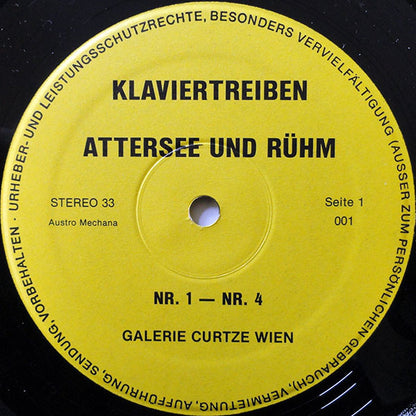 KLAVIERTREIBEN
ATTERSEE UND RÜHM
STEREO 33
Seite 1
Austro Mechana
001
NR. 1 — NR. 4
GALERIE CURTZE WIEN
URHEBER- UND LEISTUNGSSCHUTZRECHTE, BESONDERS VERVIELFÄLTIGUNG (AUSSER ZUM PERSÖNLICHEN GEBRAUCH), VERMIETUNG, AUFFÜHRUNG, SENDUNG, VORBEHALTEN ·